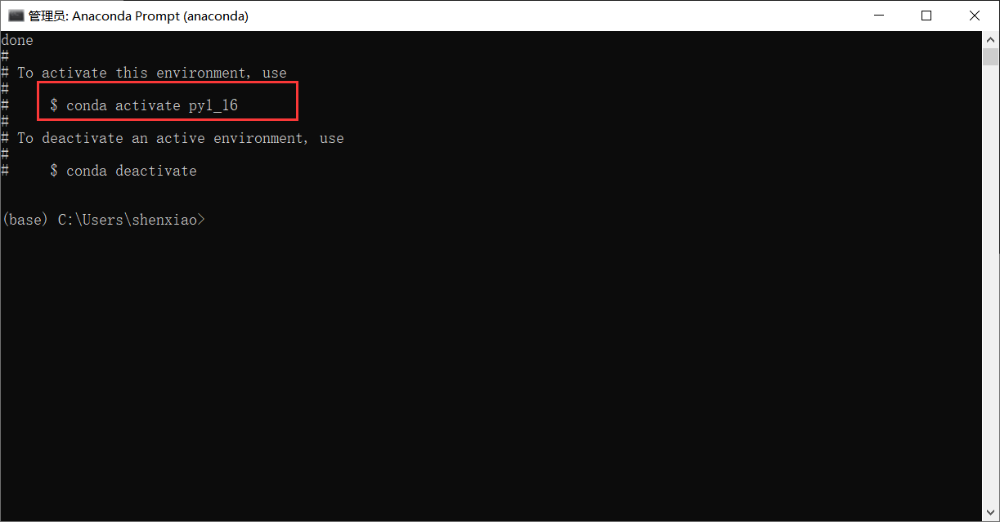 管理员: Anaconda Prompt (anaconda)
done
#
# To activate this environment, use
#
#     $ conda activate py1_16
#
# To deactivate an active environment, use
#
#     $ conda deactivate
(base) C:\Users\shenxiao>